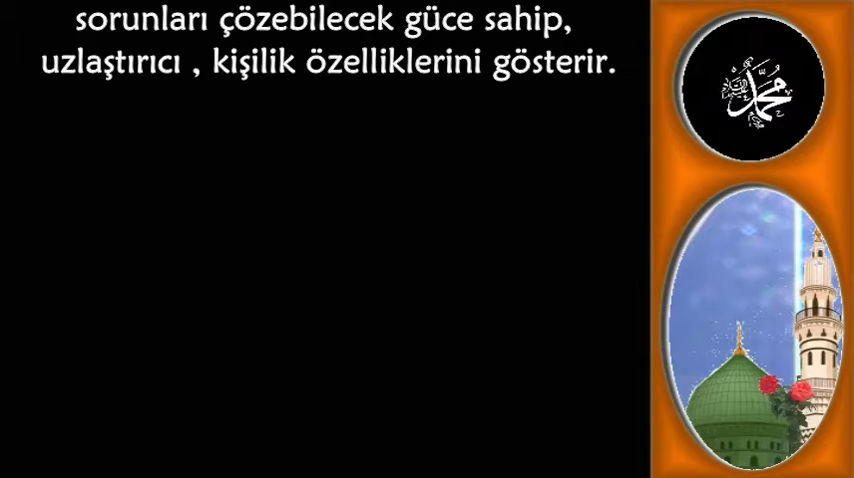 sorunları çözebilecek güce sahip,
uzlaştırıcı , kişilik özelliklerini gösterir.
محمد